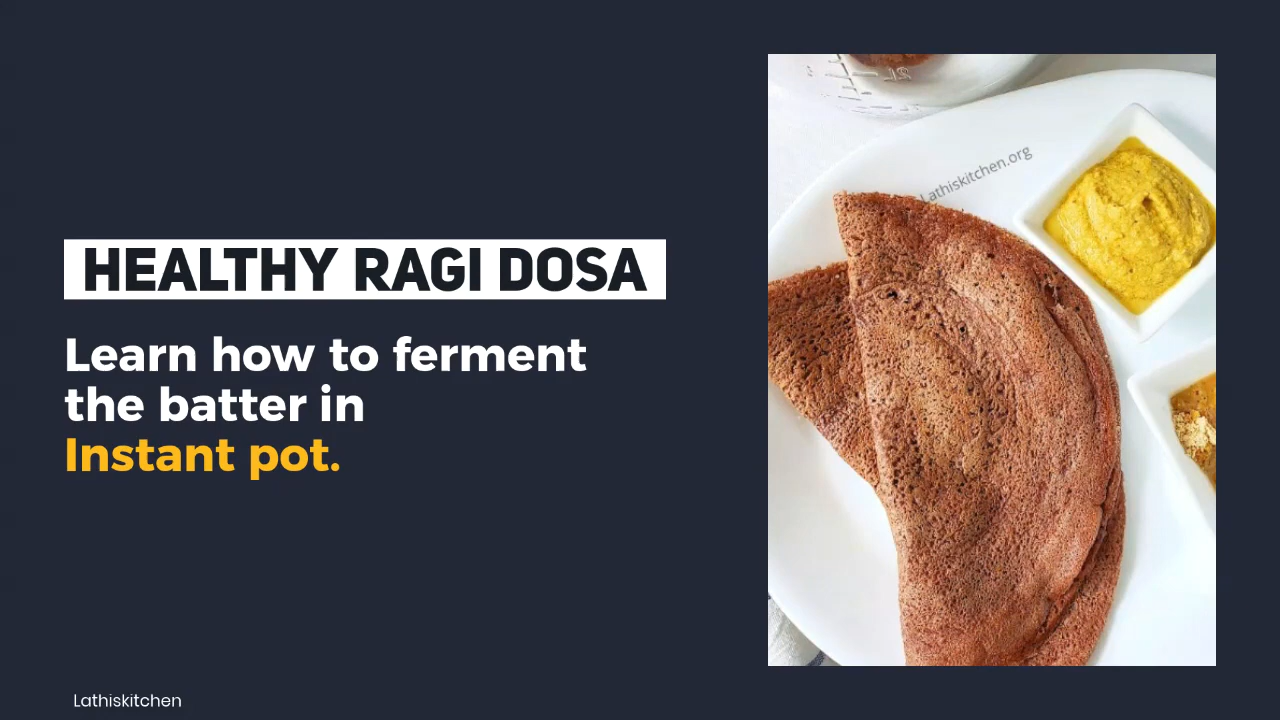 HEALTHY RAGI DOSA
Learn how to ferment
the batter in
Instant pot.
Lathiskitchen.org
Lathiskitchen